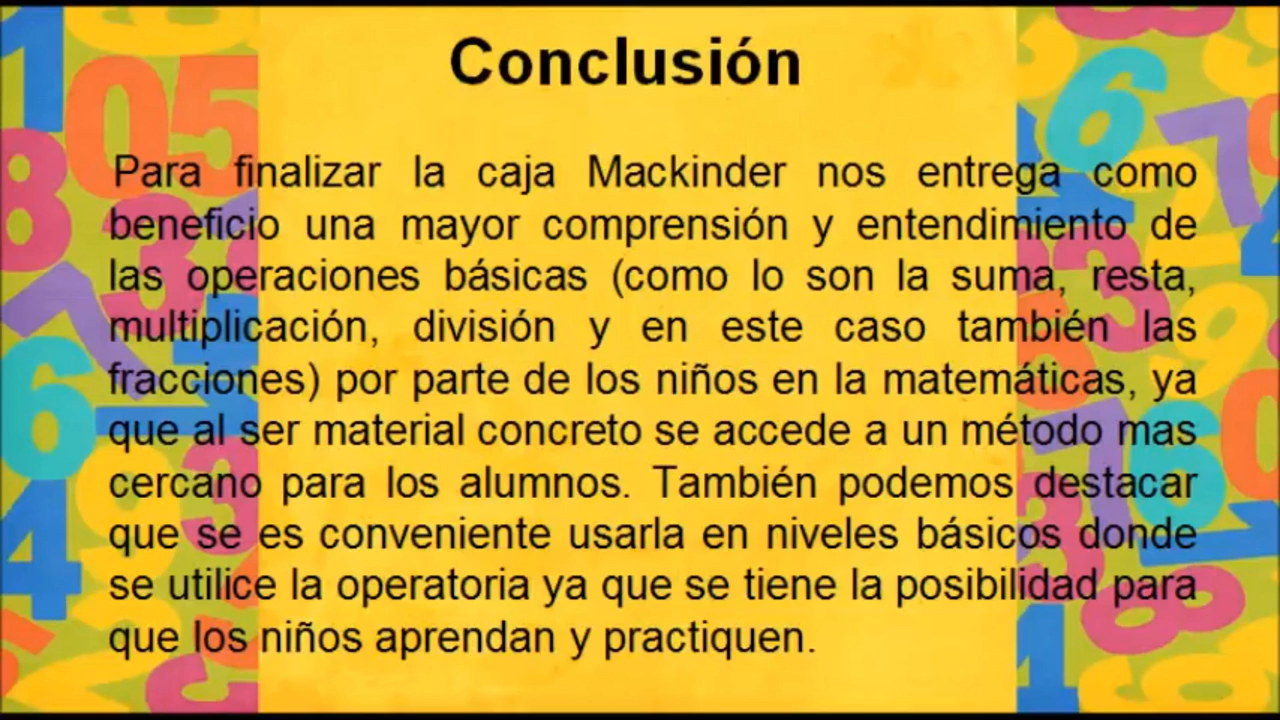 Conclusión
Para finalizar la caja Mackinder nos entrega como
beneficio una mayor comprensión y entendimiento de
las operaciones básicas (como lo son la suma, resta,
multiplicación, división y en este caso también las
fracciones) por parte de los niños en la matemáticas, ya
que al ser material concreto se accede a un método mas
cercano para los alumnos. También podemos destacar
que se es conveniente usarla en niveles básicos donde
se utilice la operatoria ya que se tiene la posibilidad para
que los niños aprendan y practiquen.